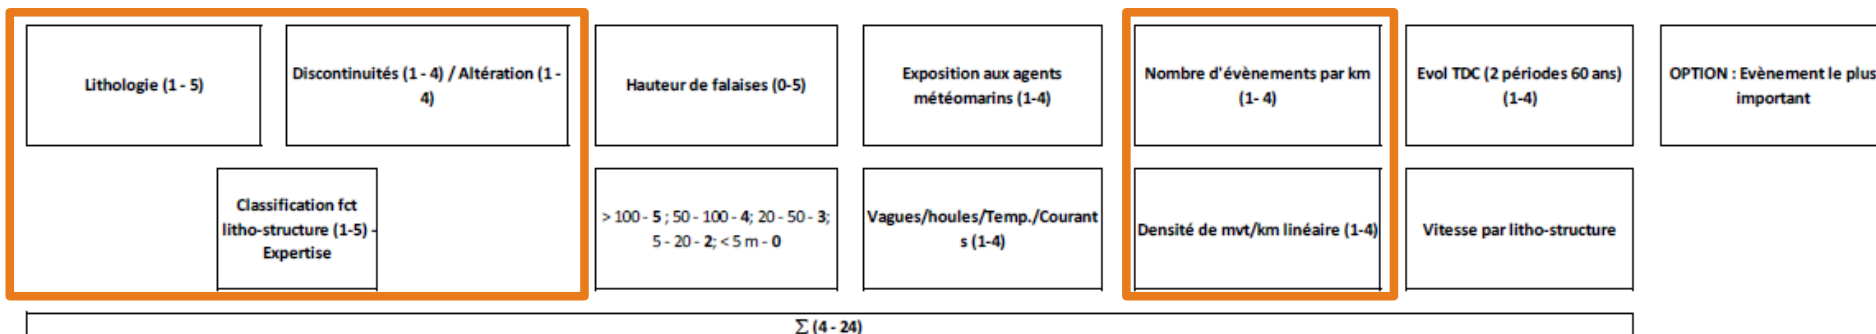 Lithologie (1 - 5)
Discontinuités (1 - 4) / Altération (1 -
4)
Hauteur de falaises (0-5)
Exposition aux agents
météomarins (1-4)
Nombre d'évènements par km
(1- 4)
Evol TDC (2 périodes 60 ans)
(1-4)
OPTION : Evènement le plus
important
Classification fct
litho-structure (1-5) -
Expertise
> 100 - 5 ; 50 - 100 - 4; 20 - 50 - 3;
5 - 20 - 2; < 5 m - 0
Vagues/houles/Temp./Courant
s (1-4)
Densité de mvt/km linéaire (1-4)
Vitesse par litho-structure
Σ (4 - 24)